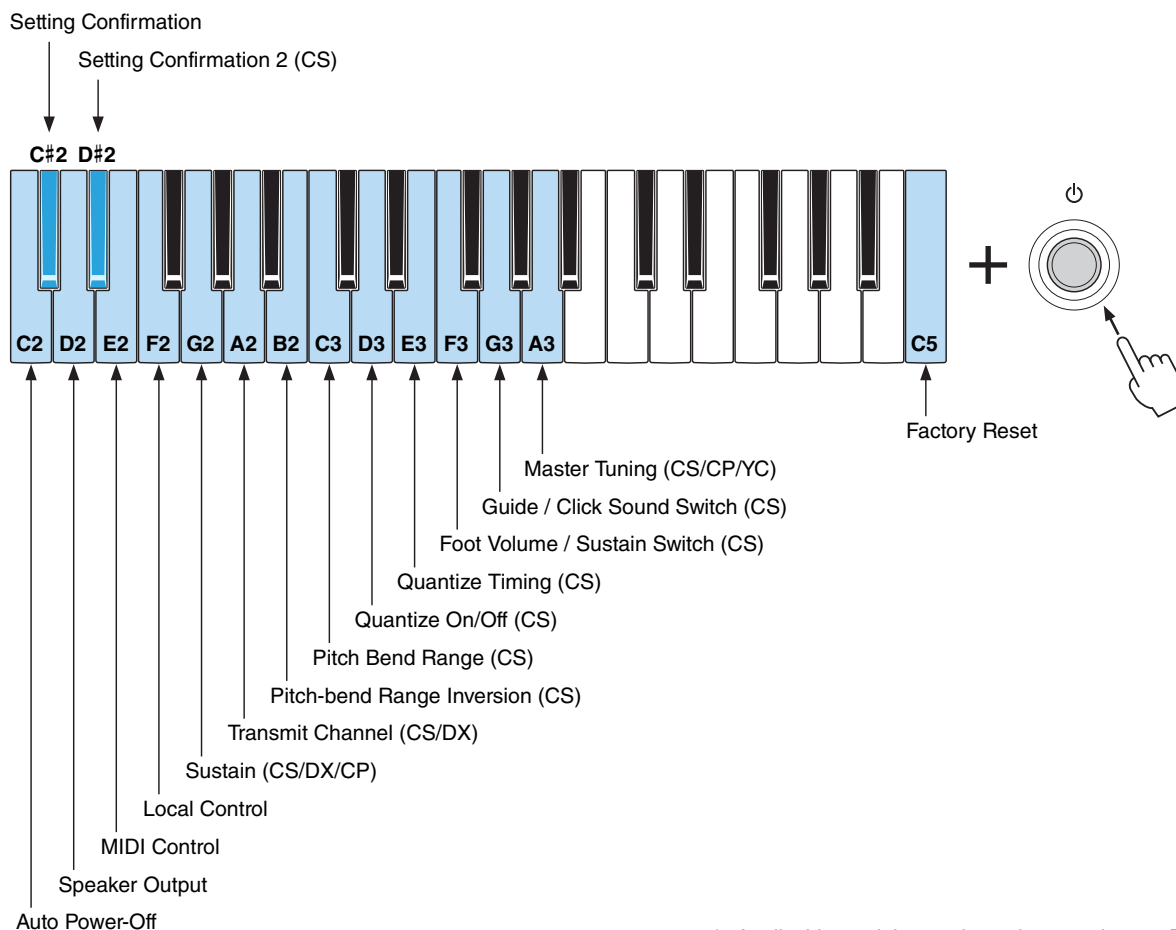 Setting Confirmation
Setting Confirmation 2 (CS)
C♯2 D♯2
C2 D2 E2 F2 G2 A2 B2 C3 D3 E3 F3 G3 A3 C5
Factory Reset
Master Tuning (CS/CP/YC)
Guide / Click Sound Switch (CS)
Foot Volume / Sustain Switch (CS)
Quantize Timing (CS)
Quantize On/Off (CS)
Pitch Bend Range (CS)
Pitch-bend Range Inversion (CS)
Transmit Channel (CS/DX)
Sustain (CS/DX/CP)
Local Control
MIDI Control
Speaker Output
Auto Power-Off